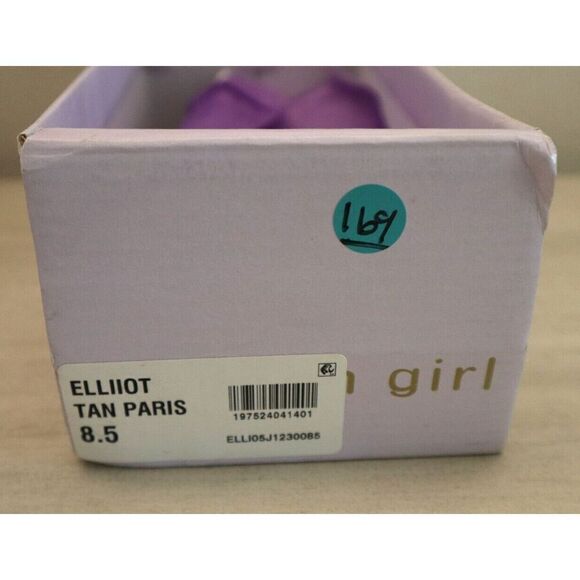 169
girl
ELLIIOT
TAN PARIS
8.5
197524041401
ELLI05J1230085